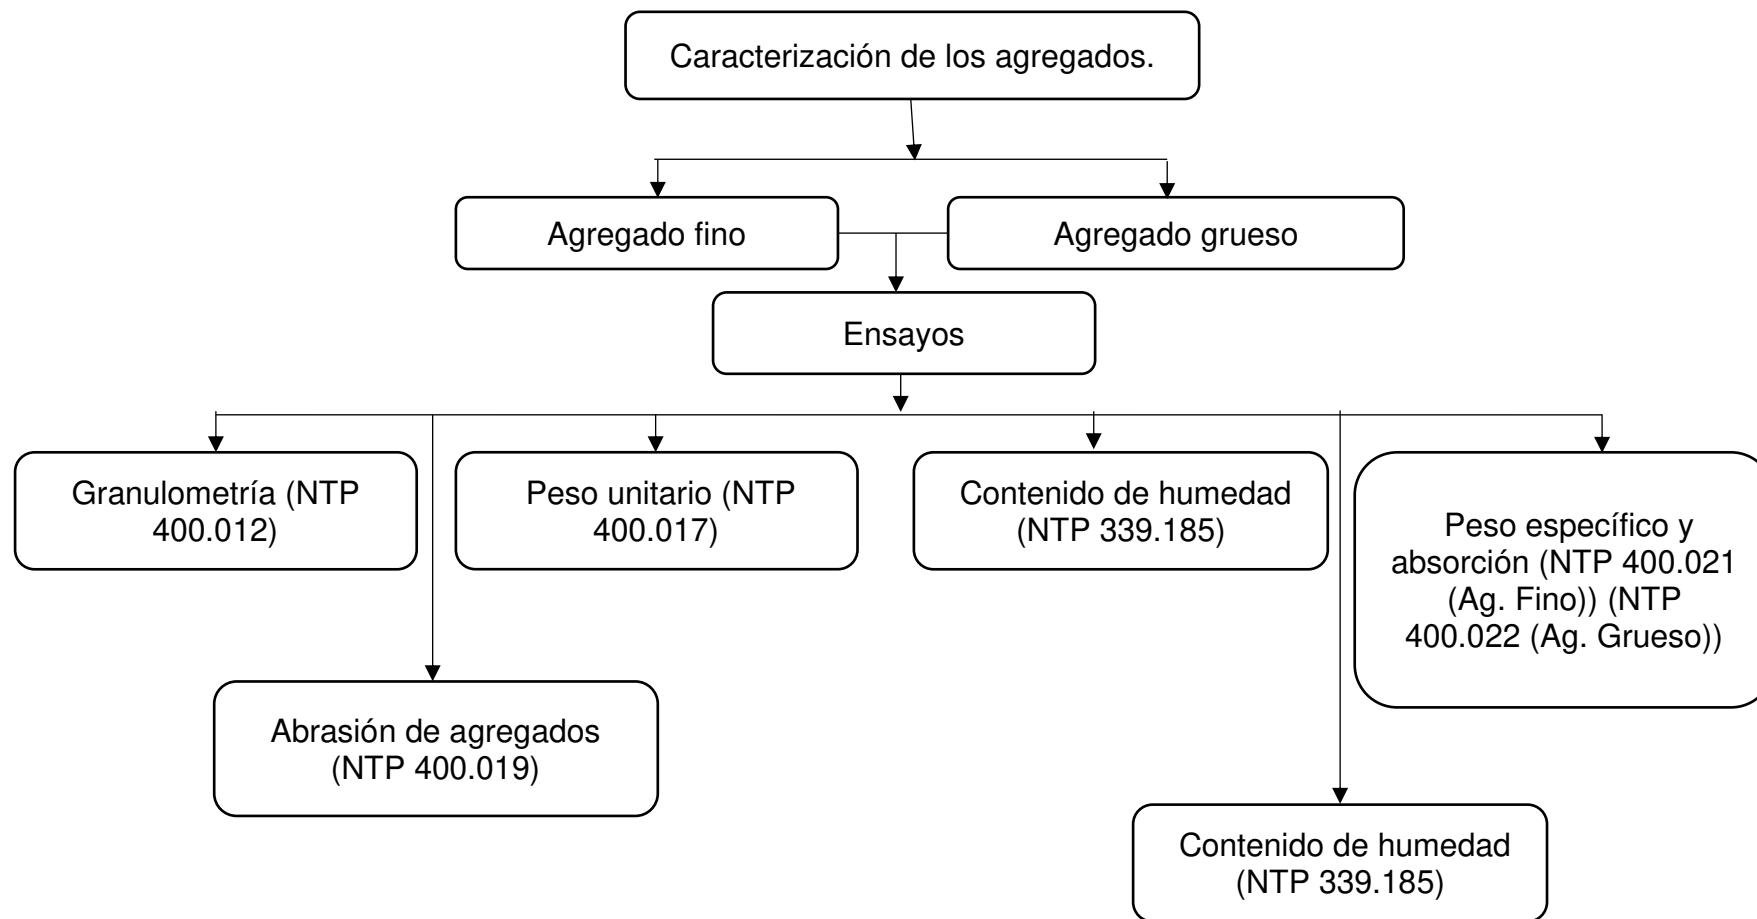 Caracterización de los agregados.
Agregado fino
Agregado grueso
Ensayos
Granulometría (NTP
400.012)
Peso unitario (NTP
400.017)
Contenido de humedad
(NTP 339.185)
Peso específico y
absorción (NTP 400.021
(Ag. Fino)) (NTP
400.022 (Ag. Grueso))
Abrasión de agregados
(NTP 400.019)
Contenido de humedad
(NTP 339.185)